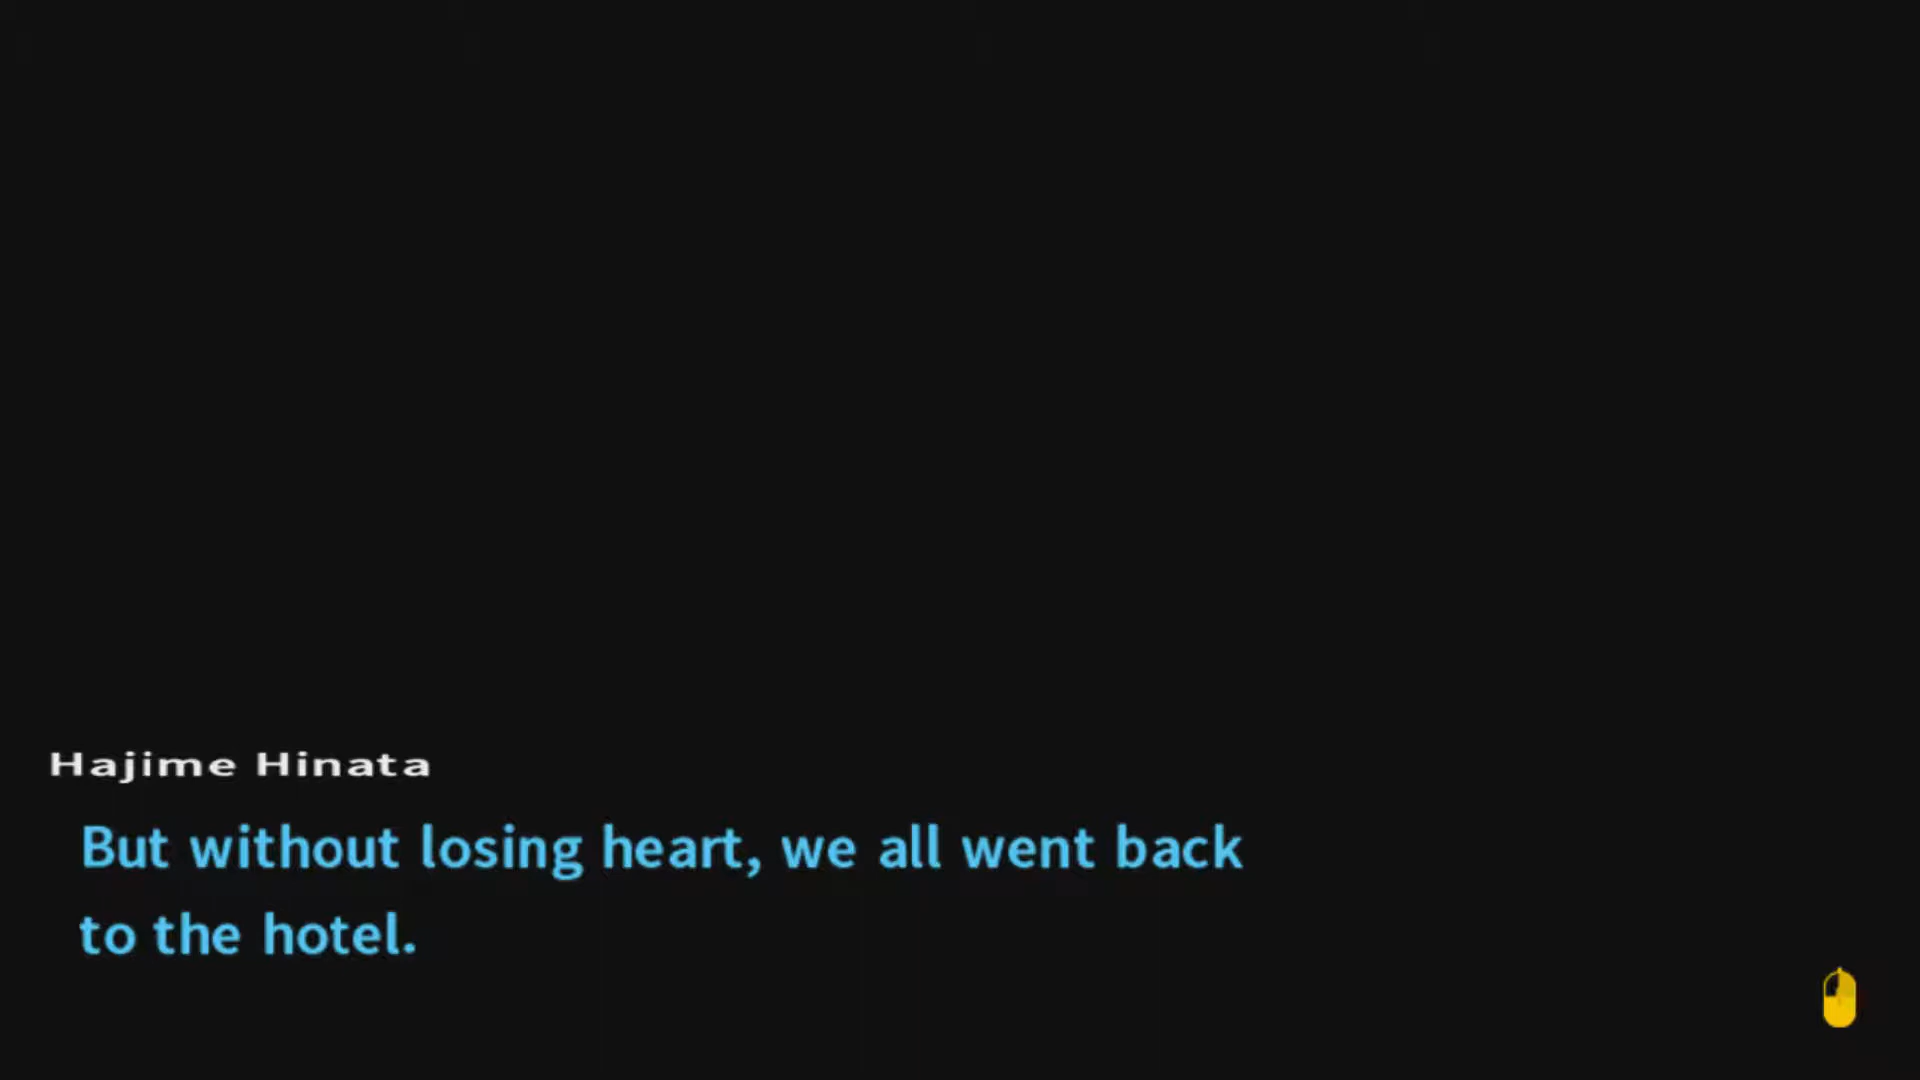 Hajime Hinata
But without losing heart, we all went back
to the hotel.